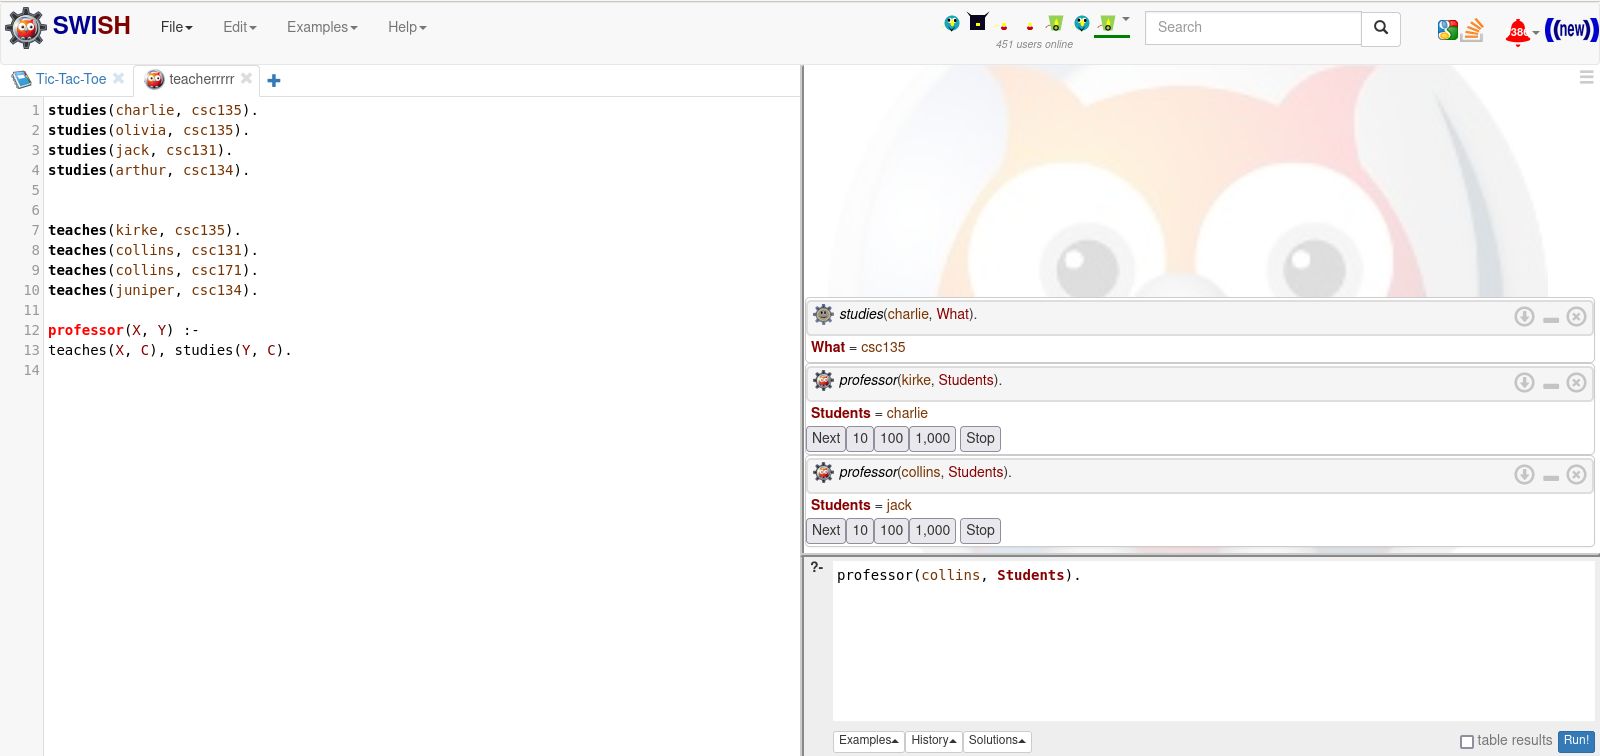 SWISH File Edit Examples Help Search ((new))
451 users online
Tic-Tac-Toe teacherrrrr
1 studies(charlie, csc135).
2 studies(olivia, csc135).
3 studies(jack, csc131).
4 studies(arthur, csc134).
5
6
7 teaches(kirke, csc135).
8 teaches(collins, csc131).
9 teaches(collins, csc171).
10 teaches(juniper, csc134).
11
12 professor(X, Y) :-
13 teaches(X, C), studies(Y, C).
14
studies(charlie, What).
What = csc135
professor(kirke, Students).
Students = charlie
Next 10 100 1,000 Stop
professor(collins, Students).
Students = jack
Next 10 100 1,000 Stop
?- professor(collins, Students).
Examples History Solutions table results Run!